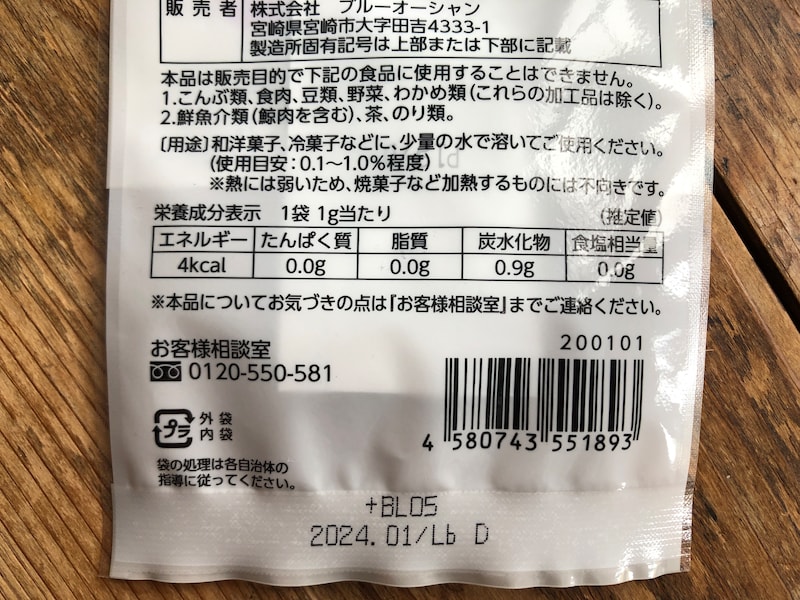 販売者 株式会社 ブルーオーシャン
宮崎県宮崎市大字田吉4333-1
製造所固有記号は上部または下部に記載
本品は販売目的で下記の食品に使用することはできません。
1.こんぶ類、食肉、豆類、野菜、わかめ類(これらの加工品は除く)。
2.鮮魚介類(鯨肉を含む)、茶、のり類。
〔用途〕和洋菓子、冷菓子などに、少量の水で溶いてご使用ください。
(使用目安:0.1〜1.0%程度)
※熱には弱いため、焼菓子など加熱するものには不向きです。
栄養成分表示 1袋 1g当たり (推定値)
エネルギー たんぱく質 脂質 炭水化物 食塩相当量
4kcal 0.0g 0.0g 0.9g 0.0g
※本品についてお気づきの点は『お客様相談室』までご連絡ください。
お客様相談室
0120-550-581
200101
プラ 外袋
内袋
4 580743 551893
袋の処理は各自治体の
指導に従ってください。
+BL05
2024.01/Lb D